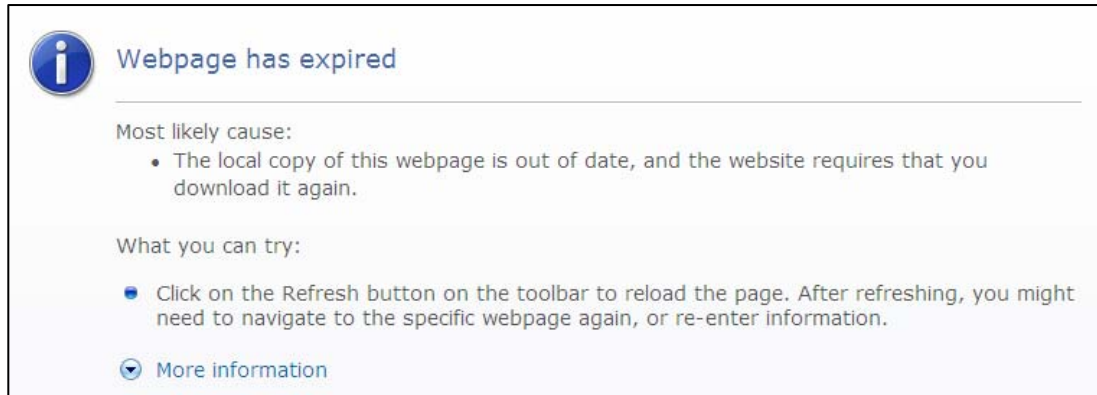 Webpage has expired
Most likely cause:
• The local copy of this webpage is out of date, and the website requires that you
download it again.
What you can try:
Click on the Refresh button on the toolbar to reload the page. After refreshing, you might
need to navigate to the specific webpage again, or re-enter information.
More information